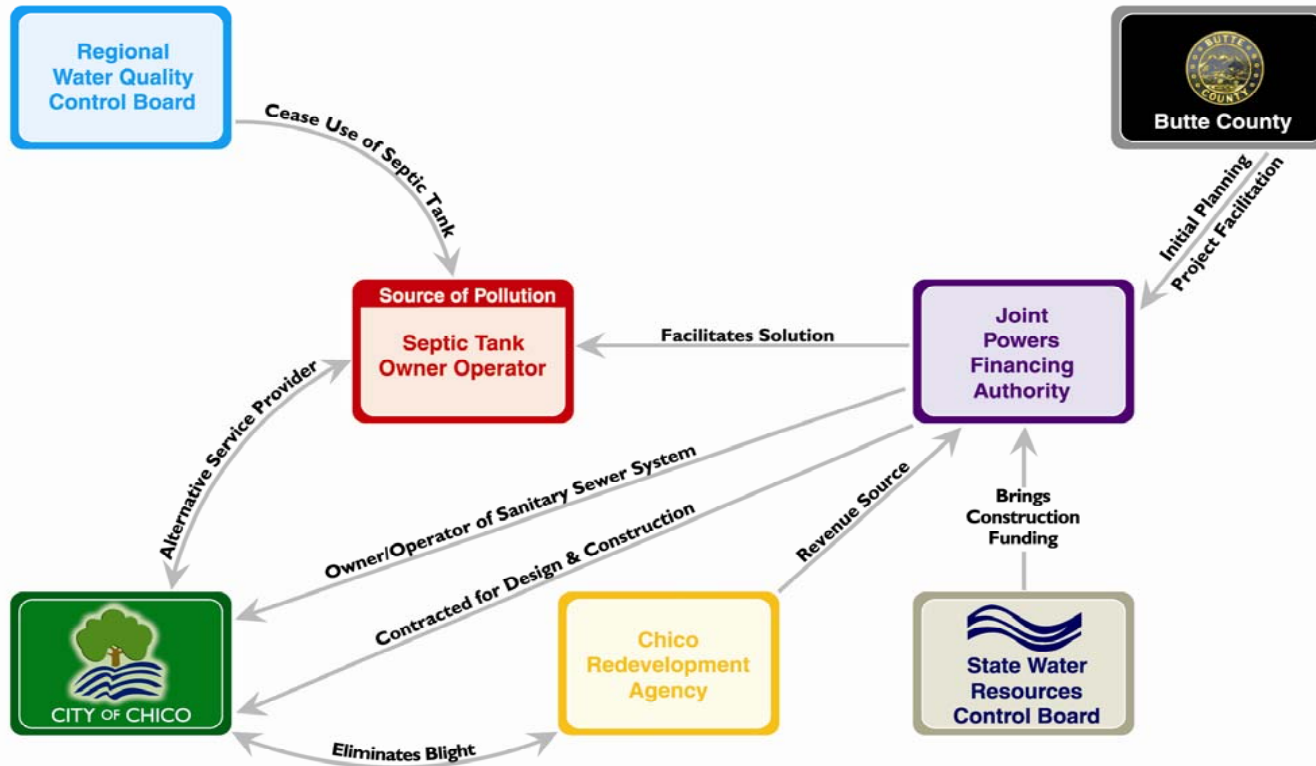 Regional
Water Quality
Control Board
BUTTE
COUNTY
Butte County
Cease Use of Septic Tank
Initial Planning
Project Facilitation
Source of Pollution
Septic Tank
Owner Operator
Facilitates Solution
Joint
Powers
Financing
Authority
Alternative Service Provider
Owner/Operator of Sanitary Sewer System
Contracted for Design & Construction
Revenue Source
Brings
Construction
Funding
CITY OF CHICO
Chico
Redevelopment
Agency
State Water
Resources
Control Board
Eliminates Blight